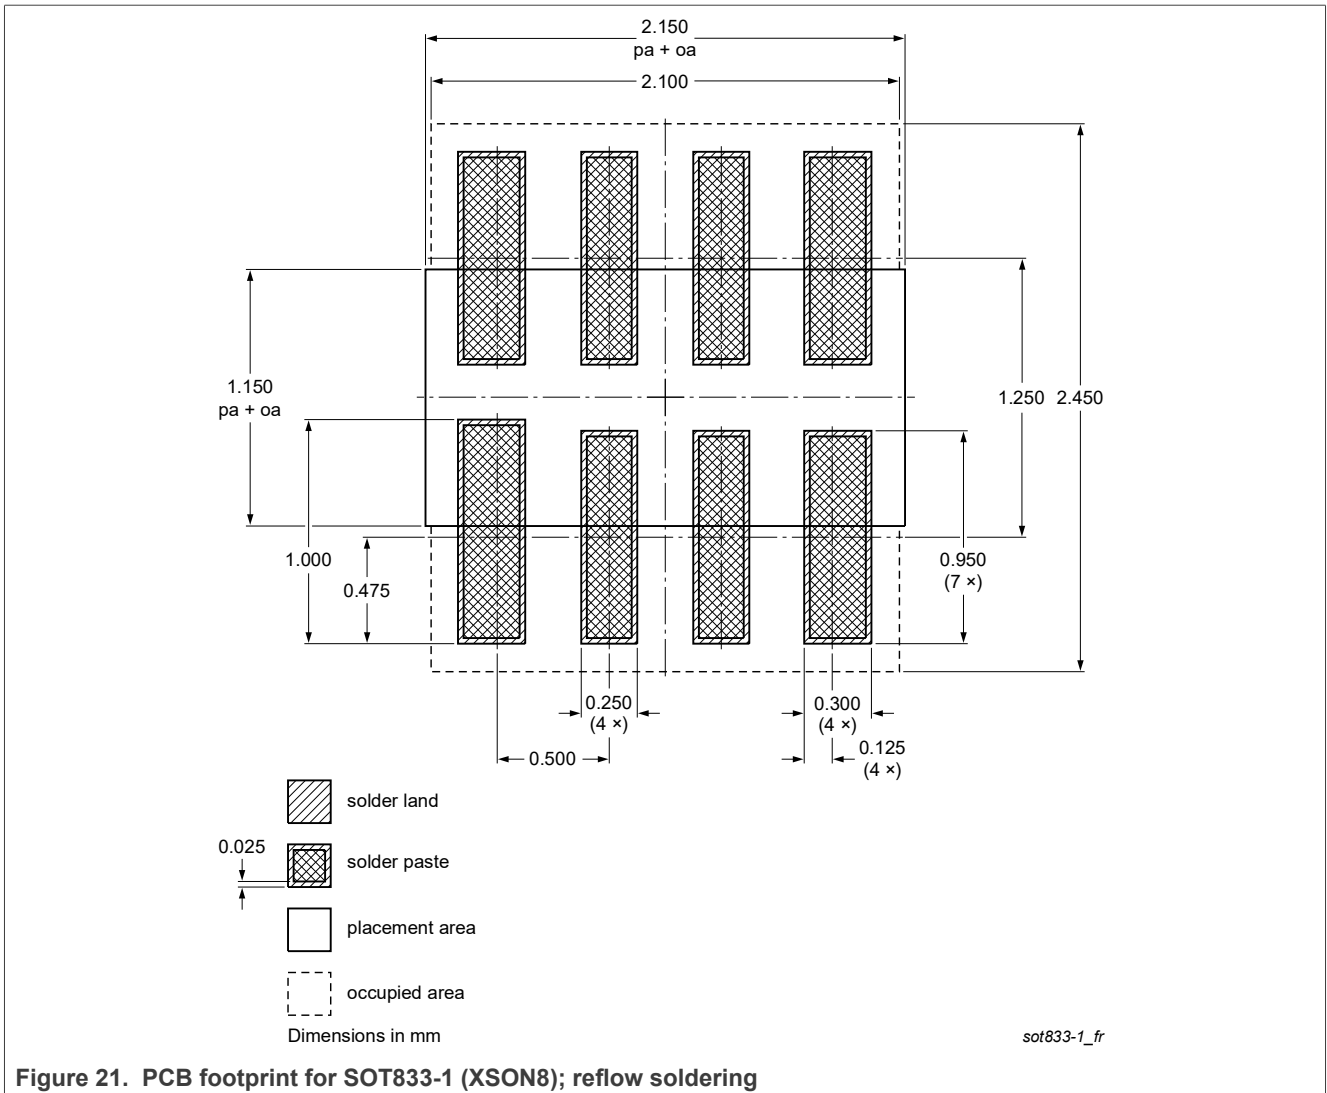 2.150
pa + oa
2.100
1.150
pa + oa
1.250 2.450
1.000
0.475
0.950
(7 ×)
0.250
(4 ×)
0.300
(4 ×)
0.500
0.125
(4 ×)
solder land
0.025
solder paste
placement area
occupied area
Dimensions in mm
sot833-1_fr
Figure 21. PCB footprint for SOT833-1 (XSON8); reflow soldering